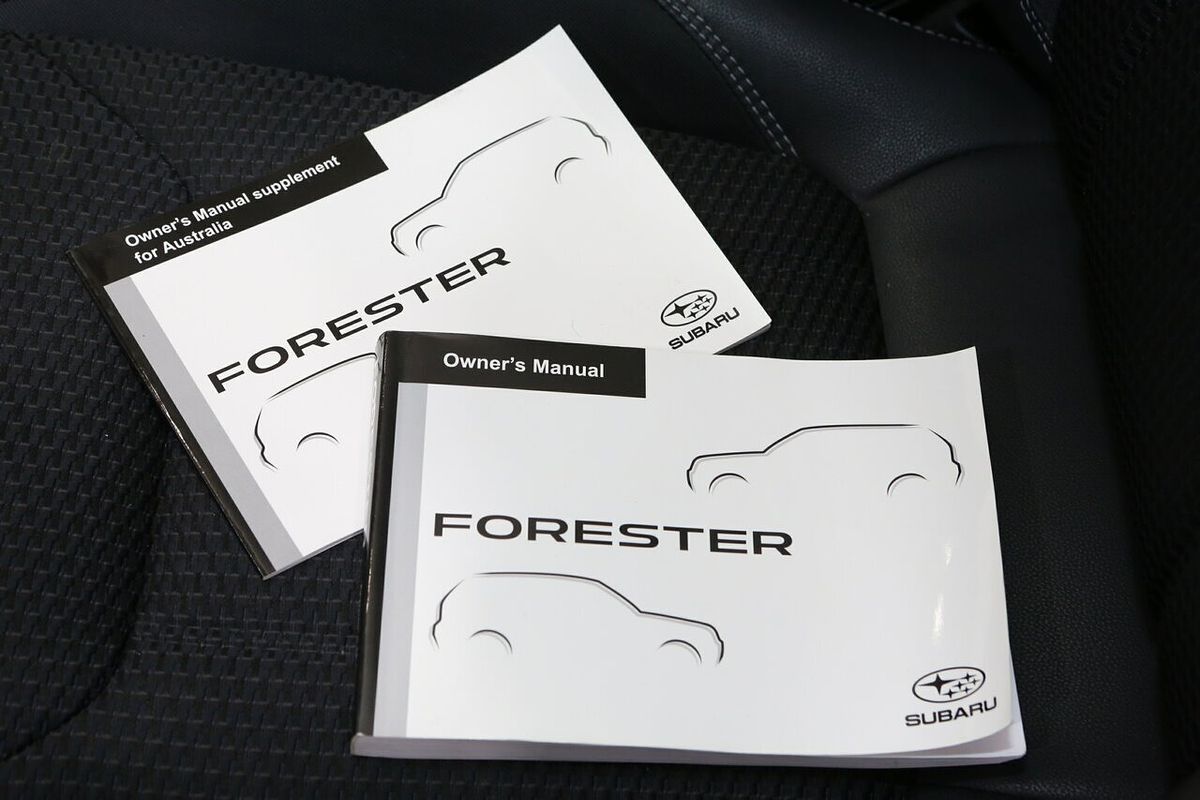 Owner's Manual supplement
for Australia
FORESTER
SUBARU
Owner's Manual
FORESTER
SUBARU